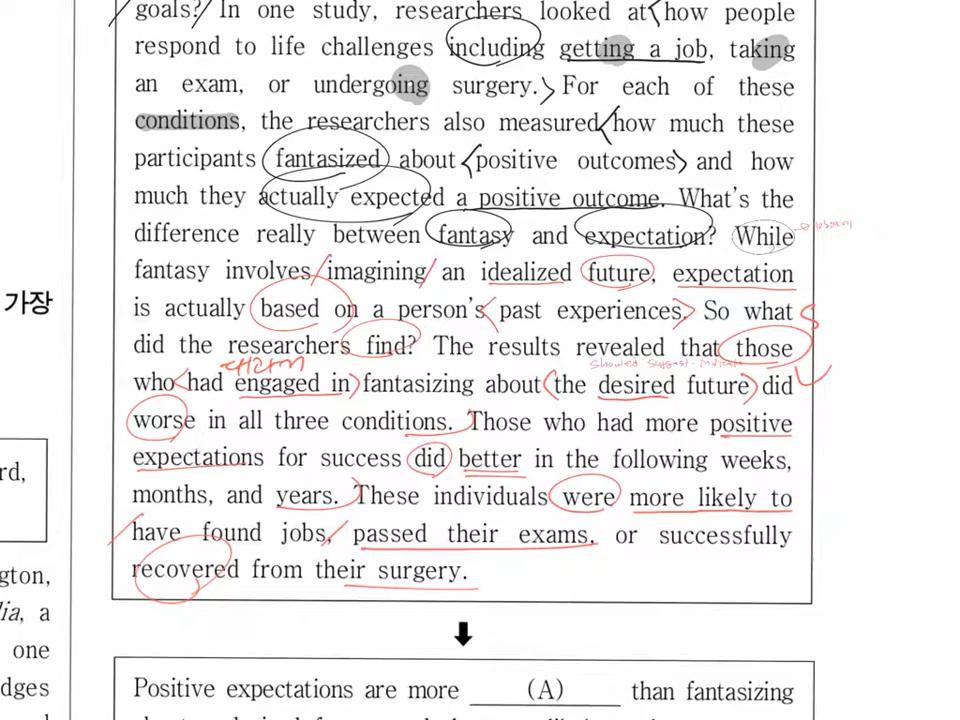 goals? In one study, researchers looked at how people
respond to life challenges including getting a job, taking
an exam, or undergoing surgery. For each of these
conditions, the researchers also measured how much these
participants fantasized about positive outcomes and how
much they actually expected a positive outcome. What's the
difference really between fantasy and expectation? While
fantasy involves imagining an idealized future, expectation
is actually based on a person's past experiences. So what
did the researchers find? The results revealed that those
who had engaged in fantasizing about the desired future did
worse in all three conditions. Those who had more positive
expectations for success did better in the following weeks,
months, and years. These individuals were more likely to
have found jobs, passed their exams, or successfully
recovered from their surgery.
Positive expectations are more (A) than fantasizing
가장
rd,
gton,
lia, a
one
dges